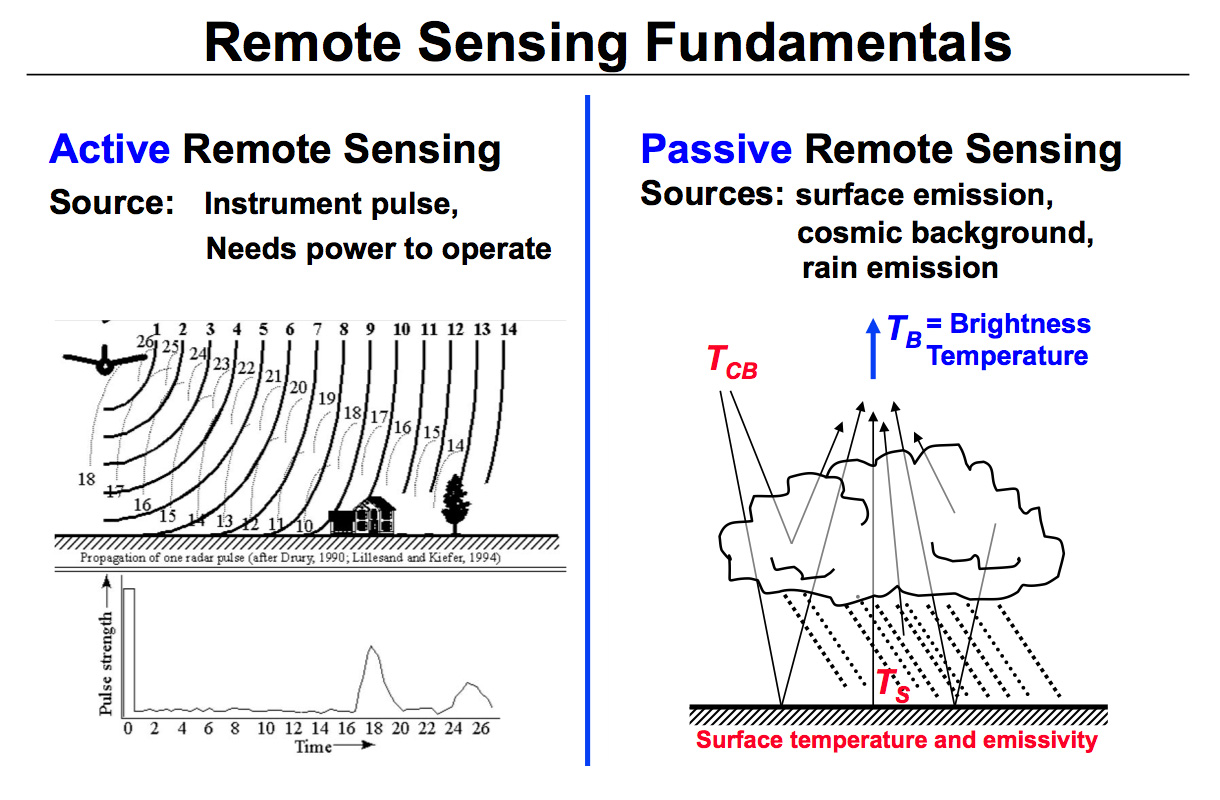 Remote Sensing Fundamentals
Active Remote Sensing
Source: Instrument pulse,
Needs power to operate
1 2 3 4 5 6 7 8 9 10 11 12 13 14
26 25 24 23 22 21 20 19 18 17 16 15 14
18 17 16 15 14 13 12 11 10
Propagation of one radar pulse (after Drury, 1990; Lillesand and Kiefer, 1994)
Pulse strength
0 2 4 6 8 10 12 14 16 18 20 22 24 26
Time
Passive Remote Sensing
Sources: surface emission,
cosmic background,
rain emission
TB = Brightness
Temperature
TCB
TS
Surface temperature and emissivity